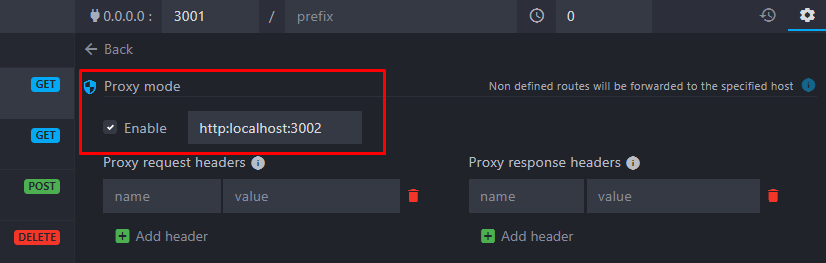 0.0.0.0 : 3001 / prefix 0
Back
GET Proxy mode Non defined routes will be forwarded to the specified host
GET Enable http:localhost:3002
Proxy request headers Proxy response headers
POST name value name value
DELETE Add header Add header